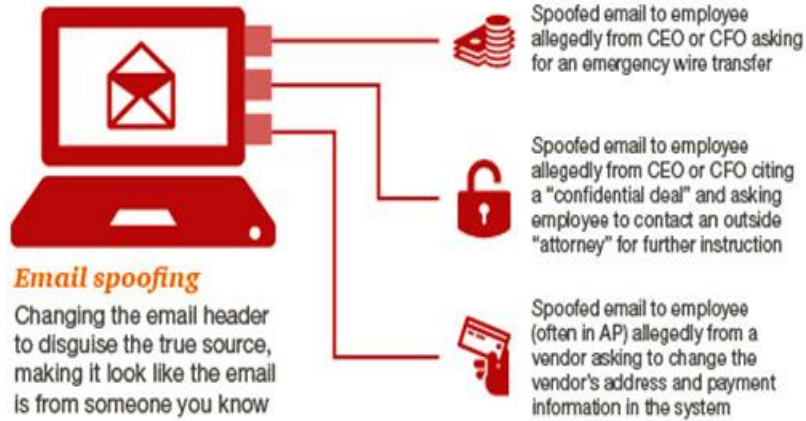 Spoofed email to employee
allegedly from CEO or CFO asking
for an emergency wire transfer
Spoofed email to employee
allegedly from CEO or CFO citing
a “confidential deal” and asking
employee to contact an outside
“attorney” for further instruction
Email spoofing
Changing the email header
to disguise the true source,
making it look like the email
is from someone you know
Spoofed email to employee
(often in AP) allegedly from a
vendor asking to change the
vendor's address and payment
information in the system